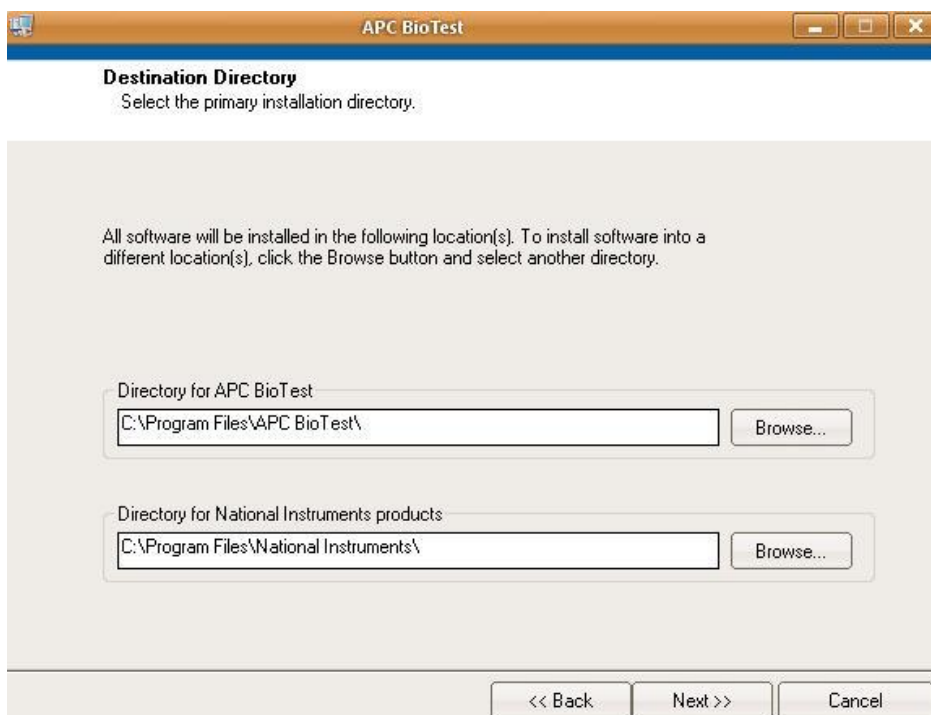 APC BioTest
Destination Directory
Select the primary installation directory.
All software will be installed in the following location(s). To install software into a
different location(s), click the Browse button and select another directory.
Directory for APC BioTest
C:\Program Files\APC BioTest\
Browse...
Directory for National Instruments products
C:\Program Files\National Instruments\
Browse...
<< Back
Next >>
Cancel